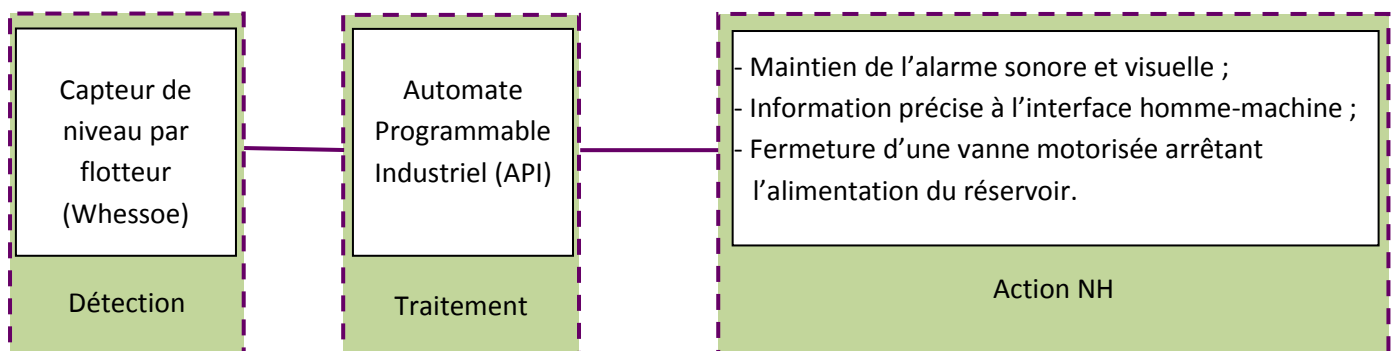 Capteur de
niveau par
flotteur
(Whessoe)
Détection
Automate
Programmable
Industriel (API)
Traitement
- Maintien de l’alarme sonore et visuelle ;
- Information précise à l’interface homme-machine ;
- Fermeture d’une vanne motorisée arrêtant
l’alimentation du réservoir.
Action NH